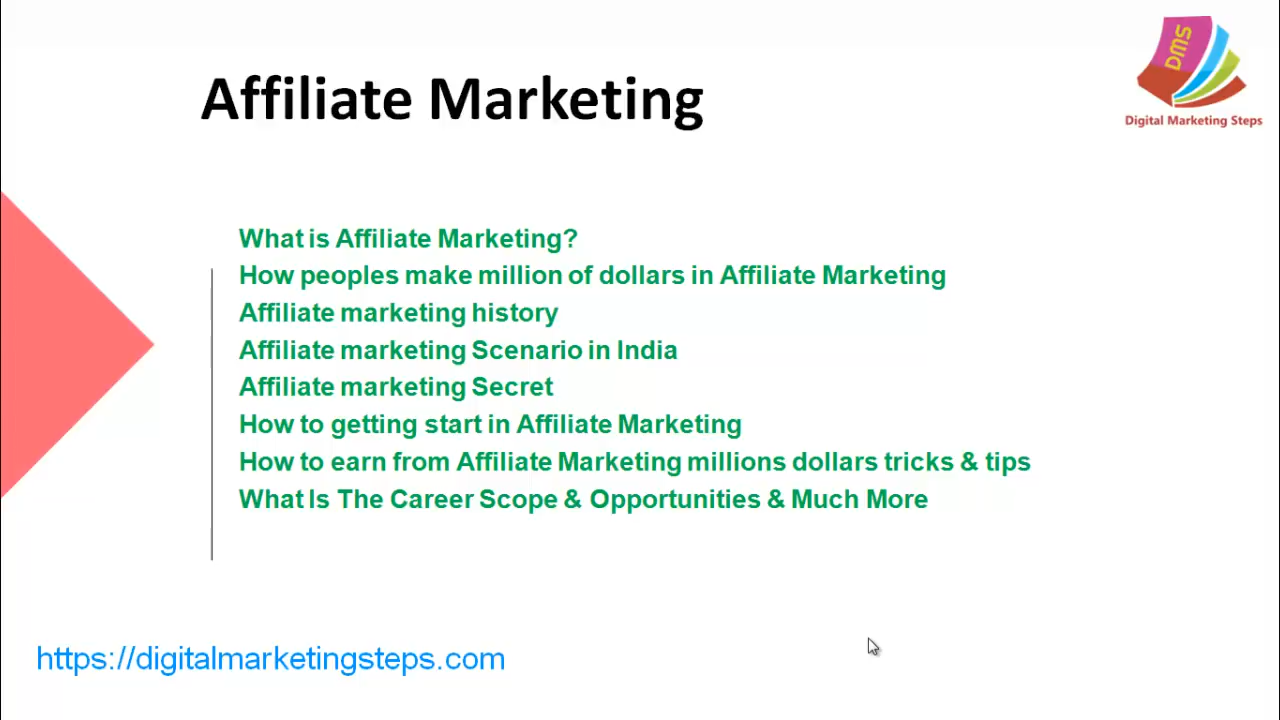 DMS
Digital Marketing Steps
Affiliate Marketing
What is Affiliate Marketing?
How peoples make million of dollars in Affiliate Marketing
Affiliate marketing history
Affiliate marketing Scenario in India
Affiliate marketing Secret
How to getting start in Affiliate Marketing
How to earn from Affiliate Marketing millions dollars tricks & tips
What Is The Career Scope & Opportunities & Much More
https://digitalmarketingsteps.com